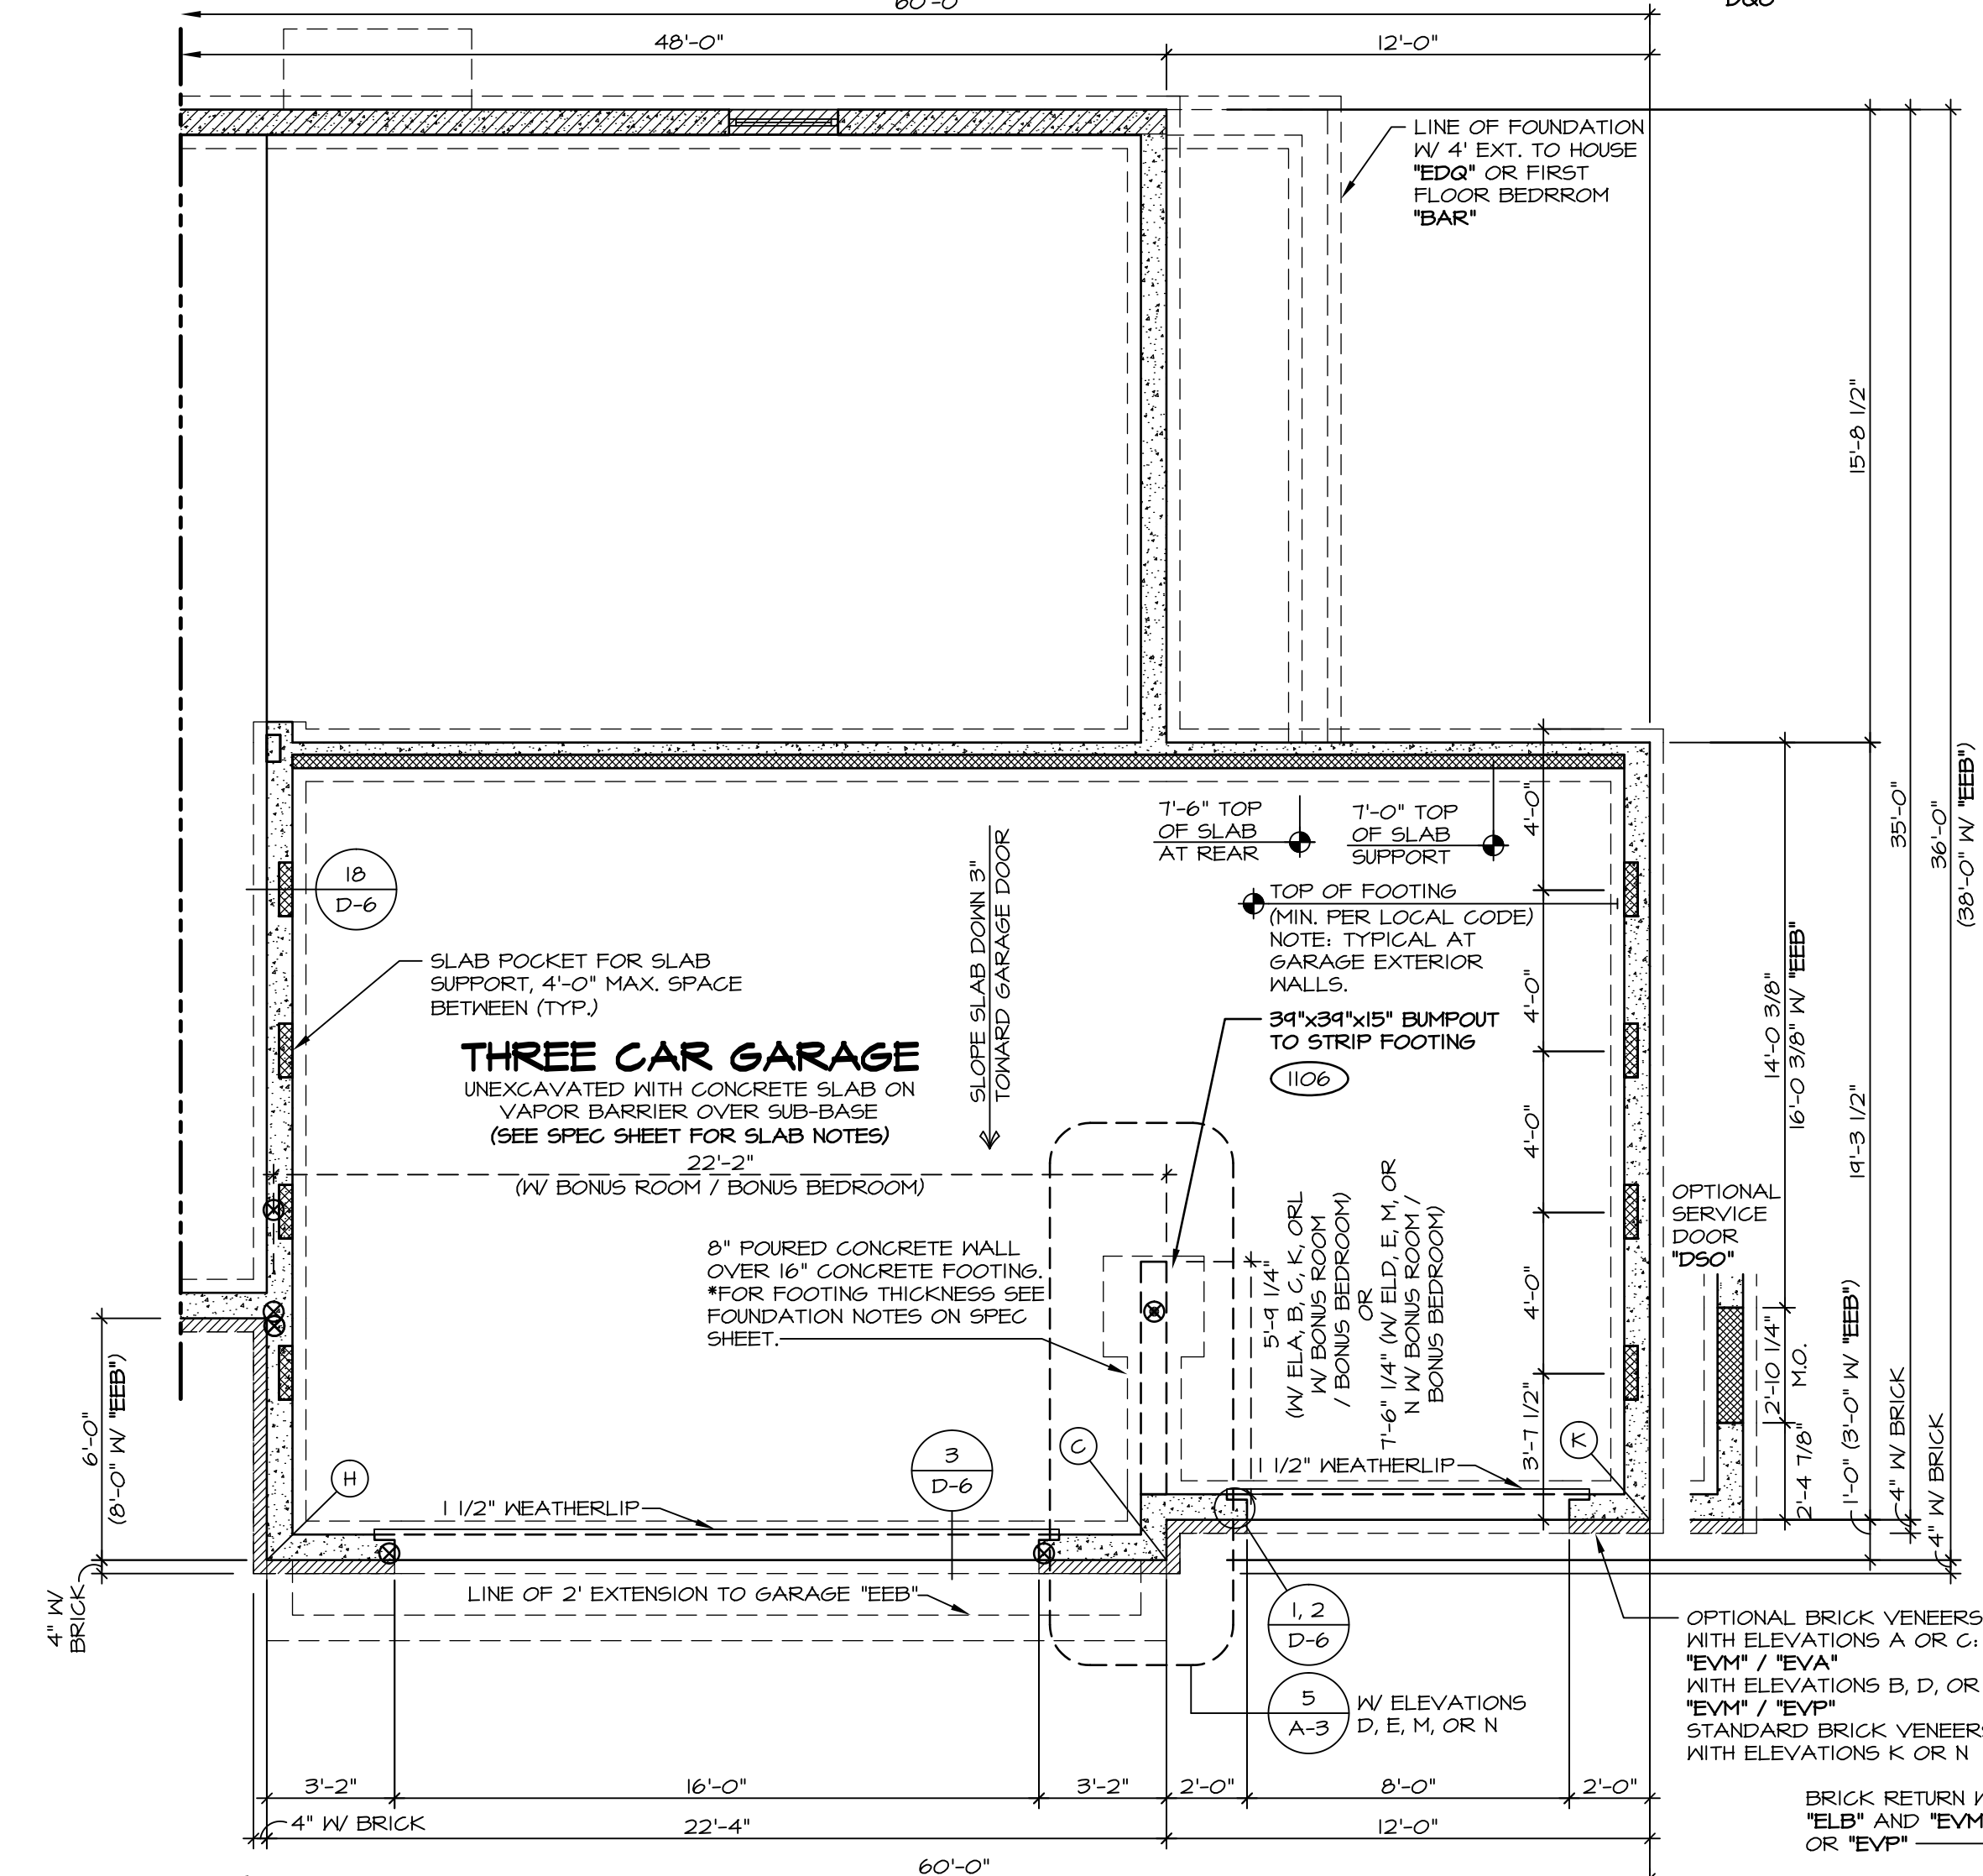 60'-0"
48'-0"
12'-0"
LINE OF FOUNDATION
W/ 4' EXT. TO HOUSE
"EDQ" OR FIRST
FLOOR BEDRROM
"BAR"
15'-8 1/2"
35'-0"
36'-0"
(38'-0" W/ "EEB")
7'-6" TOP
OF SLAB
AT REAR
7'-0" TOP
OF SLAB
SUPPORT
4'-0"
18
D-6
SLOPE SLAB DOWN 3"
TOWARD GARAGE DOOR
TOP OF FOOTING
(MIN. PER LOCAL CODE)
NOTE: TYPICAL AT
GARAGE EXTERIOR
WALLS.
SLAB POCKET FOR SLAB
SUPPORT, 4'-0" MAX. SPACE
BETWEEN (TYP.)
4'-0"
14'-0 3/8"
16'-0 3/8" W/ "EEB"
39"x39"x15" BUMPOUT
TO STRIP FOOTING
1106
THREE CAR GARAGE
UNEXCAVATED WITH CONCRETE SLAB ON
VAPOR BARRIER OVER SUB-BASE
(SEE SPEC SHEET FOR SLAB NOTES)
22'-2"
(W/ BONUS ROOM / BONUS BEDROOM)
4'-0"
19'-3 1/2"
OPTIONAL
SERVICE
DOOR
"DSO"
8" POURED CONCRETE WALL
OVER 16" CONCRETE FOOTING.
*FOR FOOTING THICKNESS SEE
FOUNDATION NOTES ON SPEC
SHEET.
5'-9 1/4"
(W/ ELA, B, C, K, ORL
W/ BONUS ROOM
/ BONUS BEDROOM)
OR
7'-6" 1/4" (W/ ELD, E, M, OR
N W/ BONUS ROOM /
BONUS BEDROOM)
4'-0"
2'-10 1/4"
M.O.
6'-0"
(8'-0" W/ "EEB")
3'-7 1/2"
2'-4 7/8"
1'-0" (3'-0" W/ "EEB")
4" W/ BRICK
4" W/ BRICK
H
3
D-6
C
K
1 1/2" WEATHERLIP
1 1/2" WEATHERLIP
4" W/
BRICK
LINE OF 2' EXTENSION TO GARAGE "EEB"
1, 2
D-6
5
A-3
W/ ELEVATIONS
D, E, M, OR N
OPTIONAL BRICK VENEERS
WITH ELEVATIONS A OR C:
"EVM" / "EVA"
WITH ELEVATIONS B, D, OR
"EVM" / "EVP"
STANDARD BRICK VENEERS
WITH ELEVATIONS K OR N
3'-2"
16'-0"
3'-2"
2'-0"
8'-0"
2'-0"
BRICK RETURN
"ELB" AND "EVM"
OR "EVP"
4" W/ BRICK
22'-4"
12'-0"
60'-0"